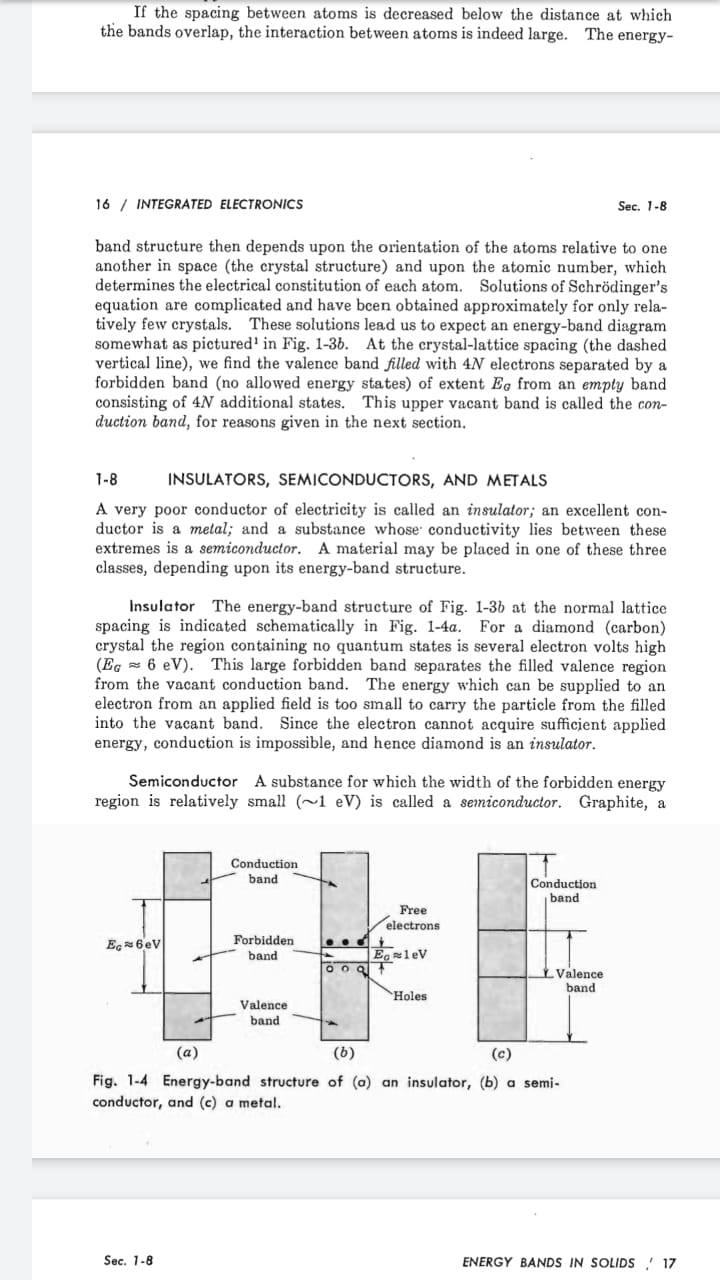 If the spacing between atoms is decreased below the distance at which
the bands overlap, the interaction between atoms is indeed large. The energy-
16 / INTEGRATED ELECTRONICS Sec. 1-8
band structure then depends upon the orientation of the atoms relative to one
another in space (the crystal structure) and upon the atomic number, which
determines the electrical constitution of each atom. Solutions of Schrödinger's
equation are complicated and have been obtained approximately for only rela-
tively few crystals. These solutions lead us to expect an energy-band diagram
somewhat as pictured¹ in Fig. 1-3b. At the crystal-lattice spacing (the dashed
vertical line), we find the valence band filled with 4N electrons separated by a
forbidden band (no allowed energy states) of extent EG from an empty band
consisting of 4N additional states. This upper vacant band is called the con-
duction band, for reasons given in the next section.
1-8 INSULATORS, SEMICONDUCTORS, AND METALS
A very poor conductor of electricity is called an insulator; an excellent con-
ductor is a metal; and a substance whose conductivity lies between these
extremes is a semiconductor. A material may be placed in one of these three
classes, depending upon its energy-band structure.
Insulator The energy-band structure of Fig. 1-3b at the normal lattice
spacing is indicated schematically in Fig. 1-4a. For a diamond (carbon)
crystal the region containing no quantum states is several electron volts high
(EG ≈ 6 eV). This large forbidden band separates the filled valence region
from the vacant conduction band. The energy which can be supplied to an
electron from an applied field is too small to carry the particle from the filled
into the vacant band. Since the electron cannot acquire sufficient applied
energy, conduction is impossible, and hence diamond is an insulator.
Semiconductor A substance for which the width of the forbidden energy
region is relatively small (~1 eV) is called a semiconductor. Graphite, a
Conduction
band
Conduction
band
Free
electrons
EG≈6eV
Forbidden
band
EG≈1eV
Valence
band
Holes
Valence
band
(a) (b) (c)
Fig. 1-4 Energy-band structure of (a) an insulator, (b) a semi-
conductor, and (c) a metal.
Sec. 1-8 ENERGY BANDS IN SOLIDS / 17